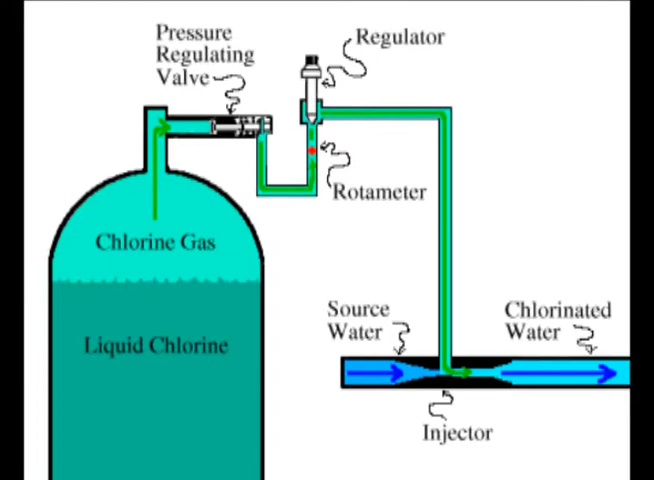 Pressure
Regulating
Valve
Regulator
Rotameter
Chlorine Gas
Liquid Chlorine
Source
Water
Chlorinated
Water
Injector